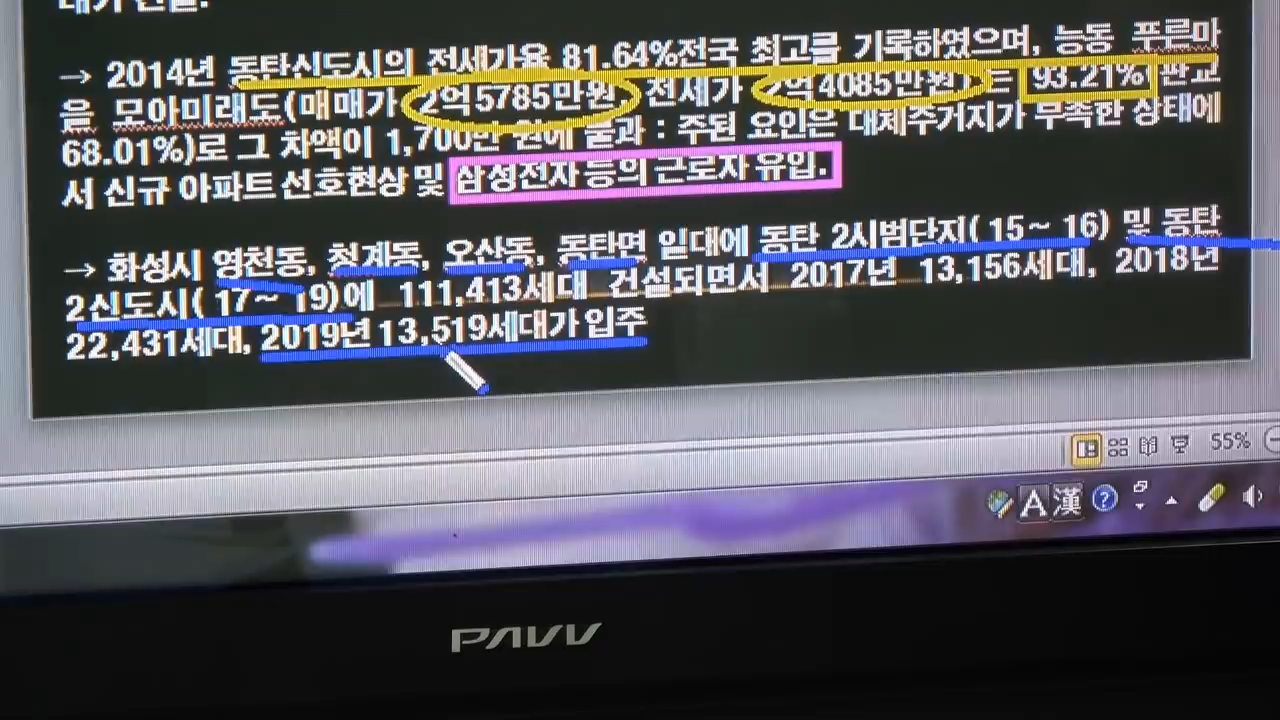 → 2014년 동탄신도시의 전세가율 81.64%전국 최고를 기록하였으며, 능동 푸른마
을 모아미래도(매매가 2억5785만원 전세가 2억4085만원 는 93.21% 판교
68.01%)로 그 차액이 1,700만 원에 불과 : 주된 요인은 대체주거지가 부족한 상태에
서 신규 아파트 선호현상 및 삼성전자 등의 근로자 유입.
→ 화성시 영천동, 청계동, 오산동, 동탄면 일대에 동탄 2시범단지( 15~ 16) 및 동탄
2신도시( 17~ 19)에 111,413세대 건설되면서 2017년 13,156세대, 2018년
22,431세대, 2019년 13,519세대가 입주
55%
A 漢 ?
PAVV